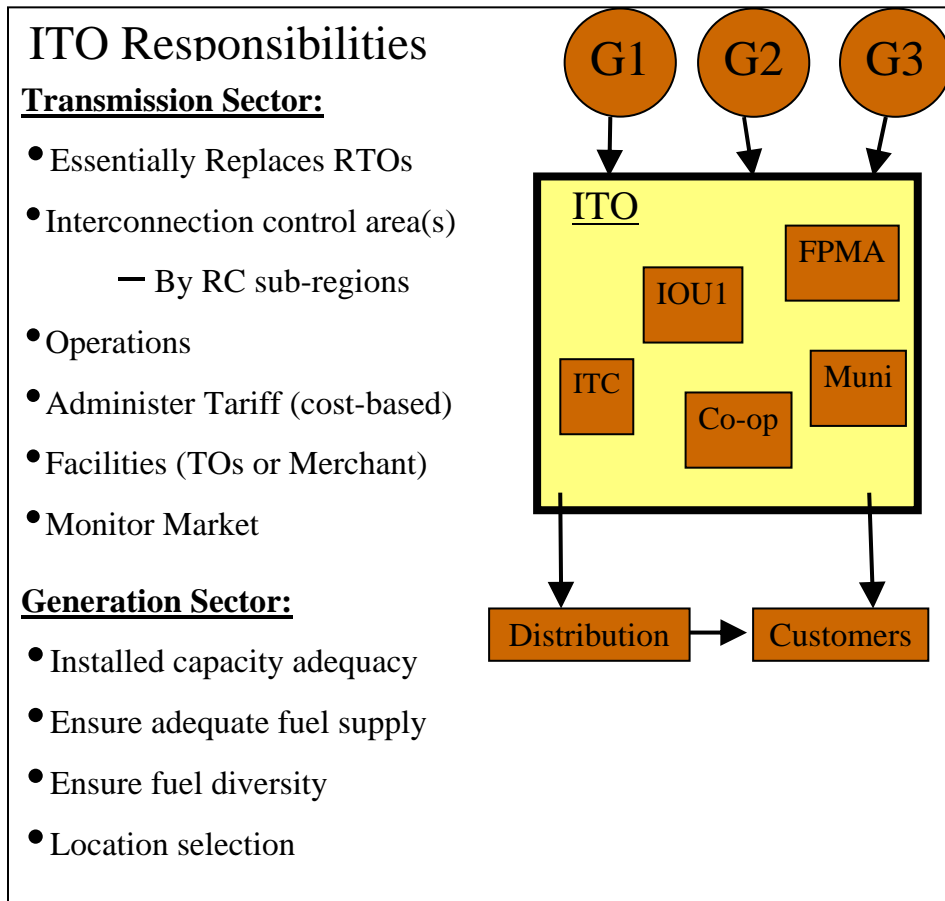 ITO Responsibilities
Transmission Sector:
• Essentially Replaces RTOs
• Interconnection control area(s)
— By RC sub-regions
• Operations
• Administer Tariff (cost-based)
• Facilities (TOs or Merchant)
• Monitor Market
Generation Sector:
• Installed capacity adequacy
• Ensure adequate fuel supply
• Ensure fuel diversity
• Location selection
G1
G2
G3
ITO
FPMA
IOU1
ITC
Muni
Co-op
Distribution
Customers